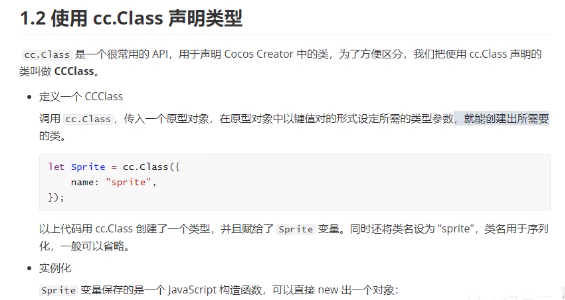 1.2 使用 cc.Class 声明类型
cc.Class 是一个很常用的 API，用于声明 Cocos Creator 中的类，为了方便区分，我们把使用 cc.Class 声明的
类叫做 CCClass。
• 定义一个 CCClass
调用 cc.Class，传入一个原型对象，在原型对象中以键值对的形式设定所需的类型参数，就能创建出所需要
的类。
let Sprite = cc.Class({
    name: "sprite",
});
以上代码用 cc.Class 创建了一个类型，并且赋给了 Sprite 变量。同时还将类名设为 "sprite"，类名用于序列
化，一般可以省略。
• 实例化
Sprite 变量保存的是一个 JavaScript 构造函数，可以直接 new 出一个对象：